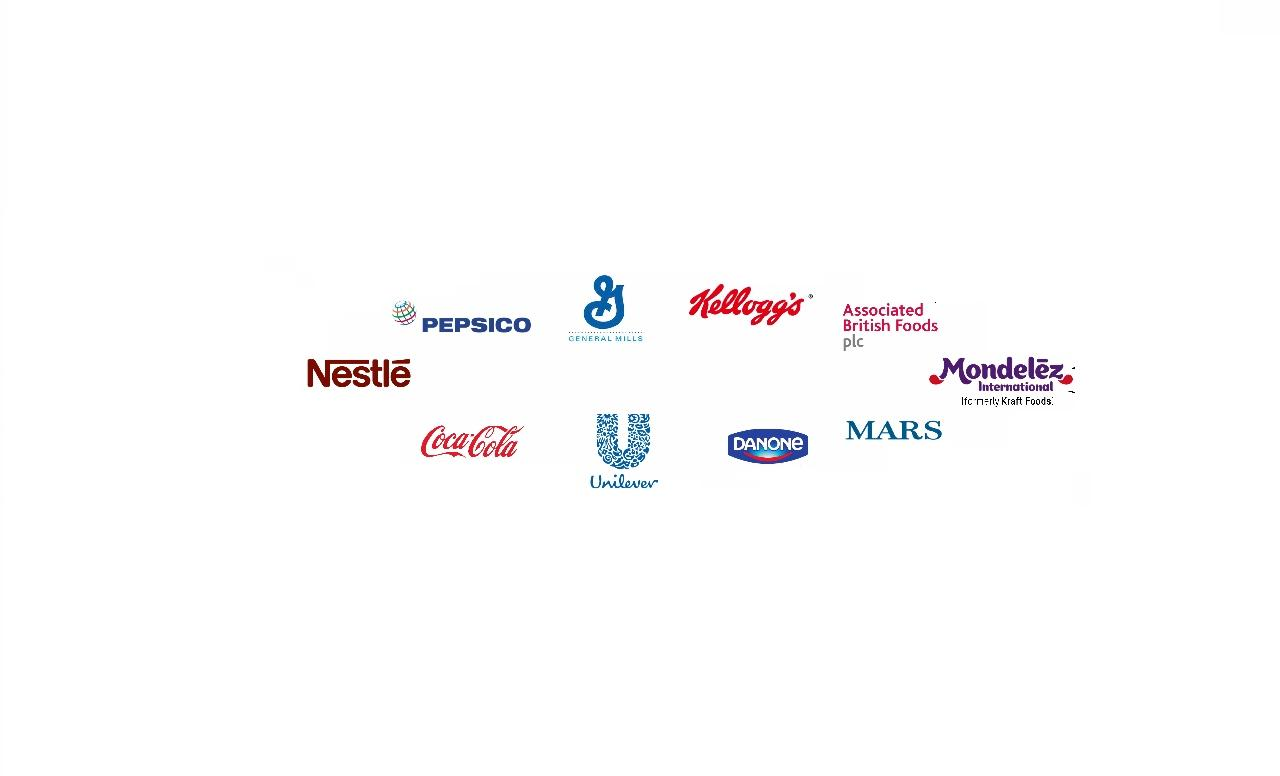 PEPSICO
GENERAL MILLS
Kellogg's®
Associated
British Foods
plc
Nestlé
Mondelēz
International
(formerly Kraft Foods)
Coca-Cola
Unilever
DANONE
MARS